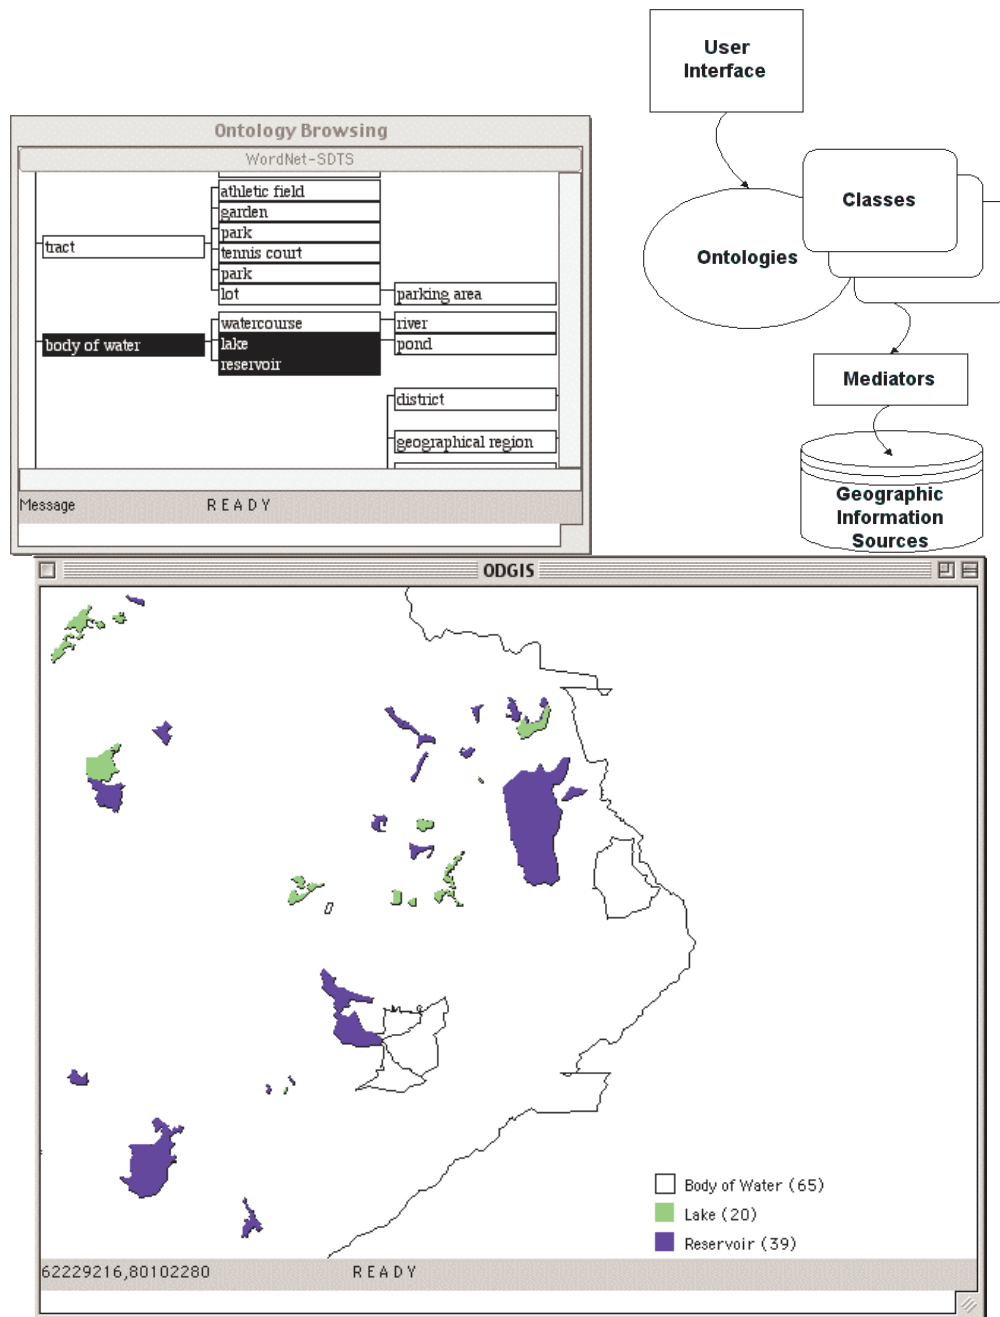 User
Interface
Ontology Browsing
WordNet-SDTS
athletic field
garden
park
tract
tennis court
park
lot
parking area
watercourse
river
body of water
lake
pond
reservoir
district
geographical region
Message
READY
Classes
Ontologies
Mediators
Geographic
Information
Sources
ODGIS
Body of Water (65)
Lake (20)
Reservoir (39)
62229216,80102280
READY